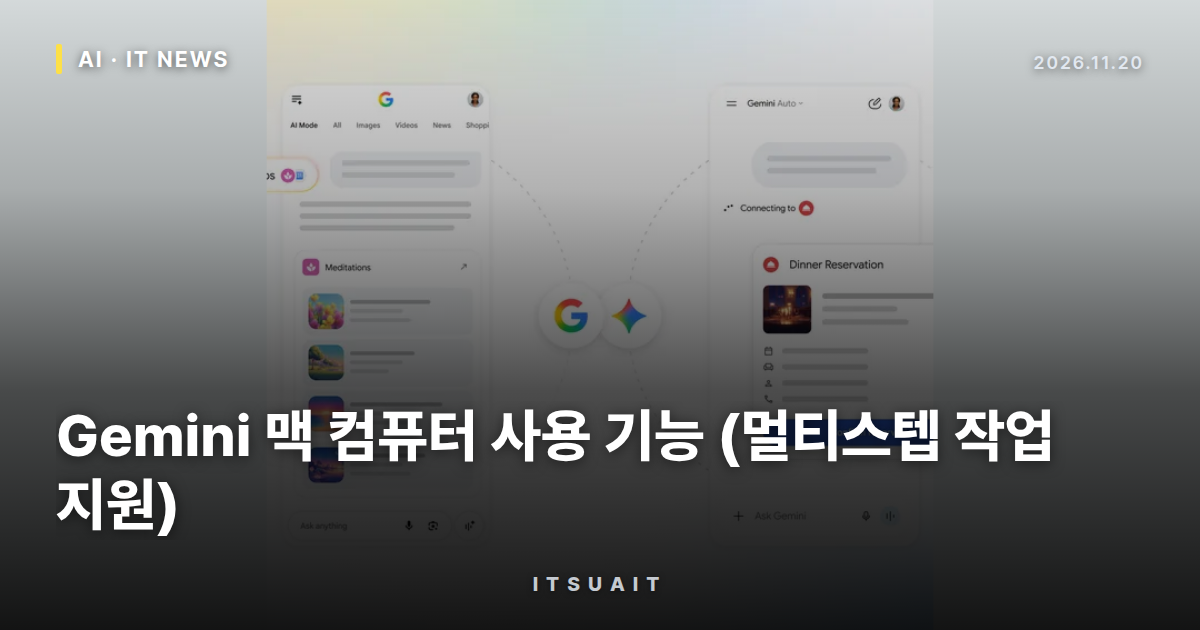 AI · IT NEWS
2026.11.20
AI Mode All Images Videos News Shoppi
Gemini Auto
os
Connecting to
Meditations
Dinner Reservation
Gemini 맥 컴퓨터 사용 기능 (멀티스텝 작업
지원)
Ask anything
Ask Gemini
ITSUAIT